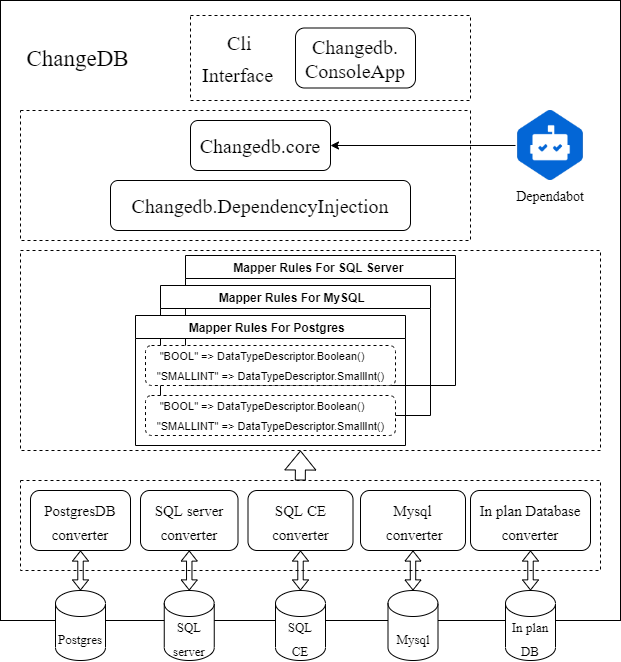 ChangeDB
Cli
Interface
Changedb.
ConsoleApp
Changedb.core
Changedb.DependencyInjection
Dependabot
Mapper Rules For SQL Server
Mapper Rules For MySQL
Mapper Rules For Postgres
"BOOL" => DataTypeDescriptor.Boolean()
"SMALLINT" => DataTypeDescriptor.SmallInt()
"BOOL" => DataTypeDescriptor.Boolean()
"SMALLINT" => DataTypeDescriptor.SmallInt()
PostgresDB
converter
SQL server
converter
SQL CE
converter
Mysql
converter
In plan Database
converter
Postgres
SQL
server
SQL
CE
Mysql
In plan
DB